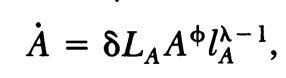 Ȧ = δL_A A^ϕ l_A^{λ−1},